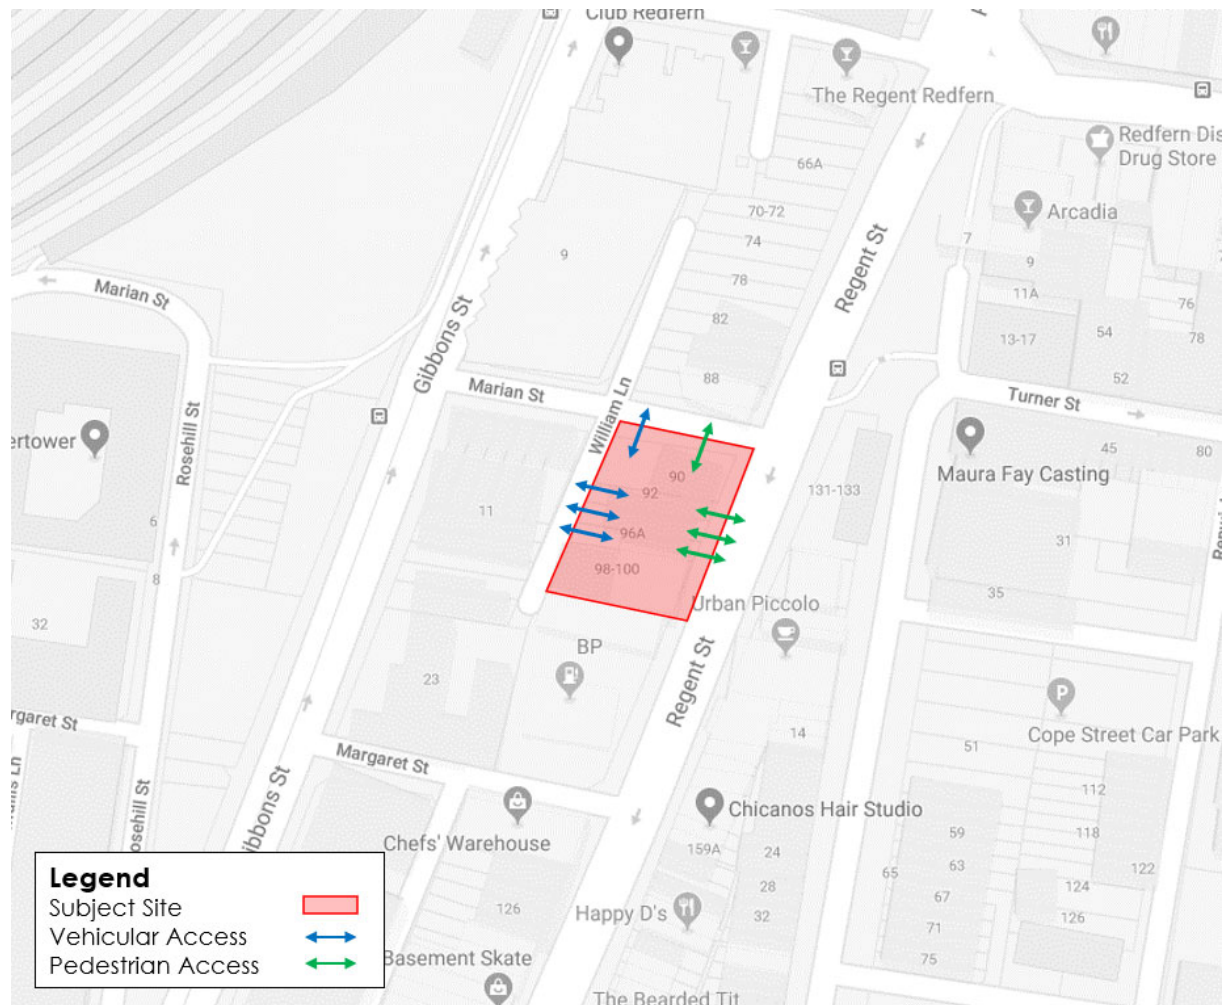 Club Redfern
The Regent Redfern
Redfern Dis
Drug Store
66A
Regent St
Arcadia
70-72
74
78
82
88
9
7
9
11A
13-17
54
52
76
78
Marian St
Gibbons St
Marian St
William Ln
Turner St
ertower
Rosehill St
6
8
32
11
90
92
96A
98-100
131-133
Maura Fay Casting
45
80
31
35
Urban Piccolo
BP
23
Regent St
14
P
Cope Street Car Park
51
112
118
122
124
126
rgaret St
Margaret St
Chicanos Hair Studio
159A
24
28
32
59
63
65
67
71
75
Chefs' Warehouse
126
Happy D's
Basement Skate
The Bearded Tit
ibbons St
osehill St
Legend
Subject Site
Vehicular Access
Pedestrian Access